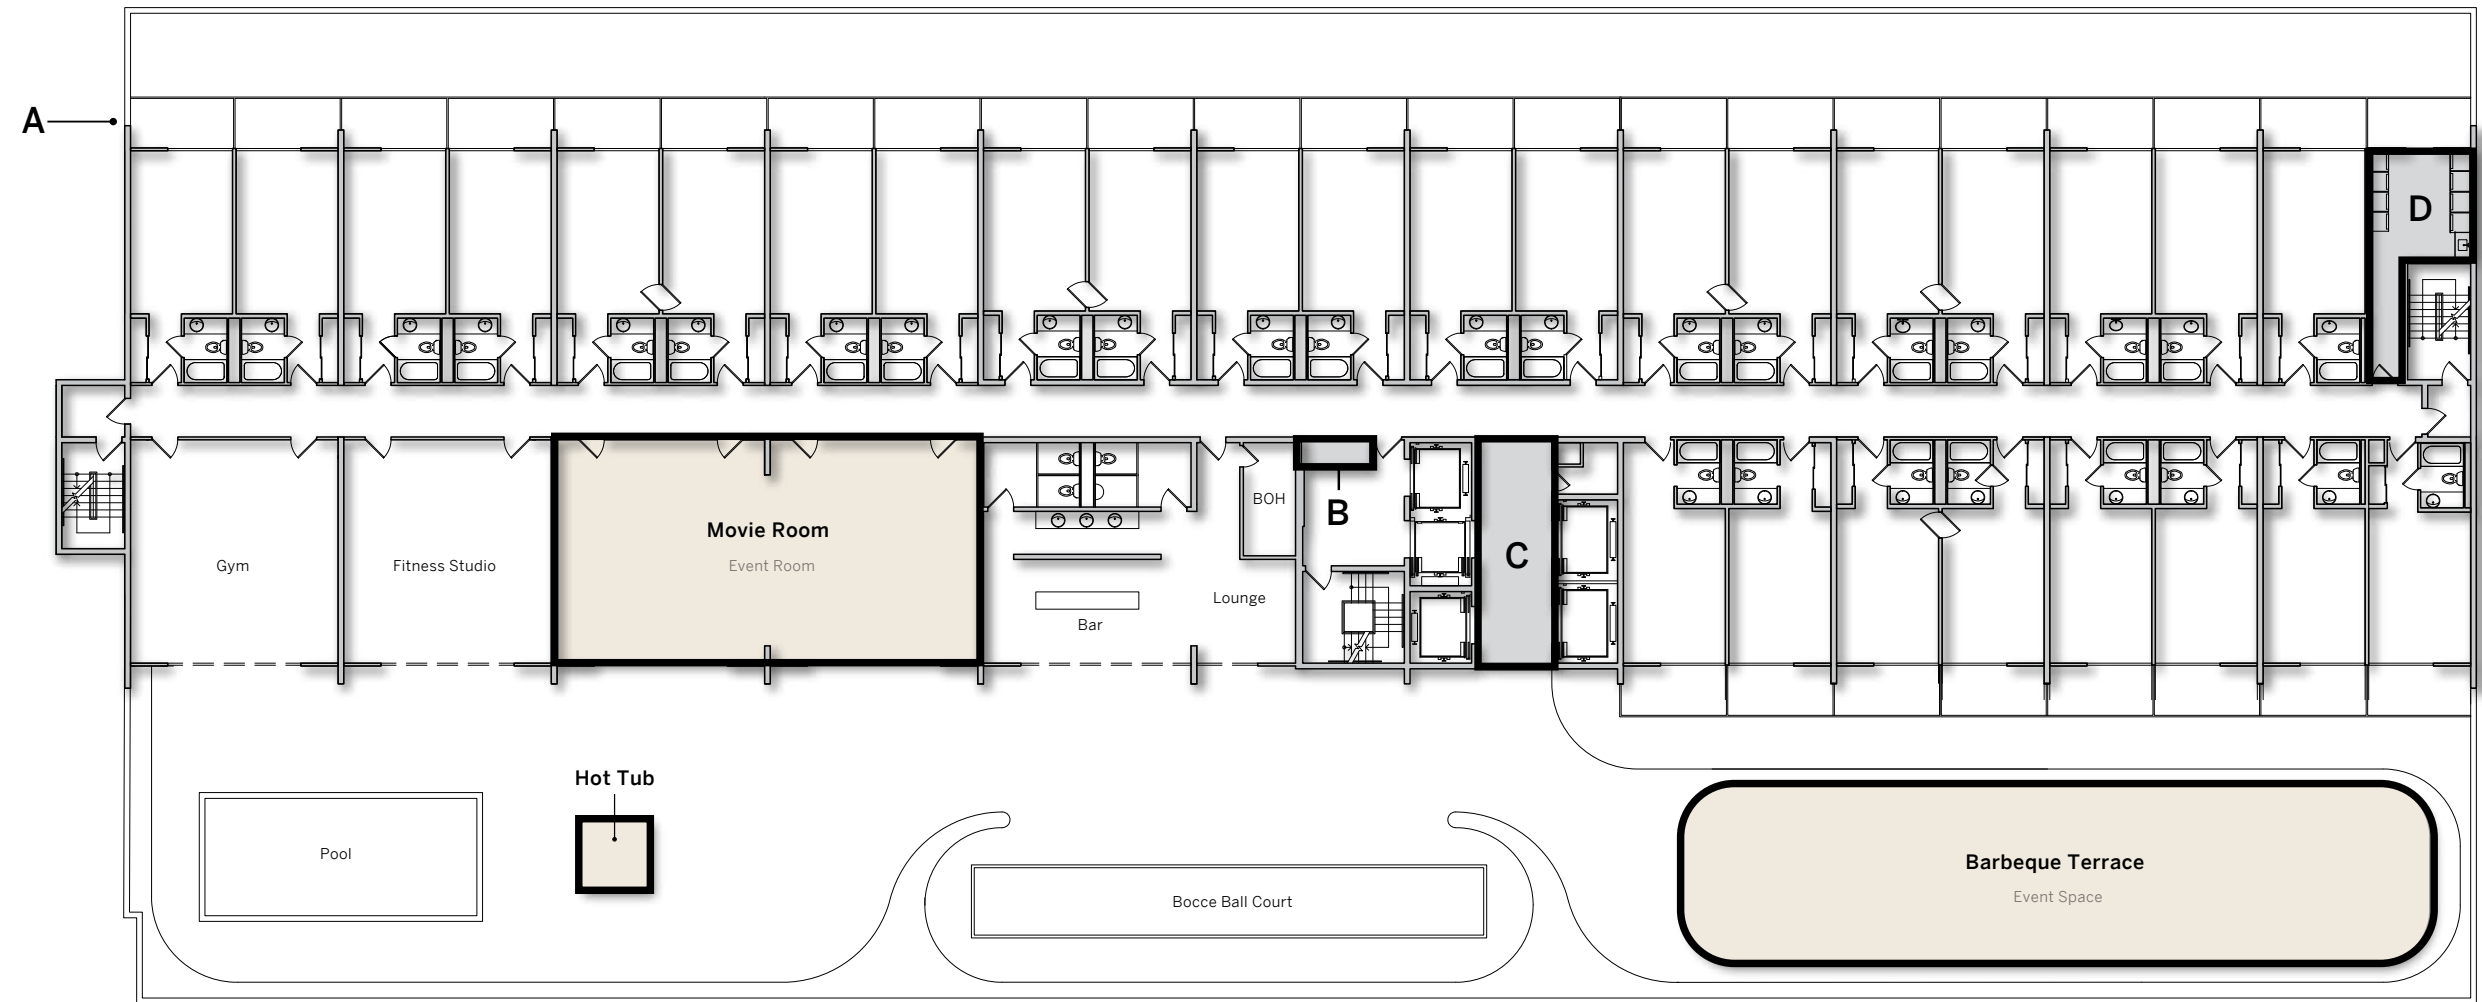 A
D
BOH
B
Movie Room
Event Room
C
Gym
Fitness Studio
Lounge
Bar
Hot Tub
Pool
Bocce Ball Court
Barbeque Terrace
Event Space